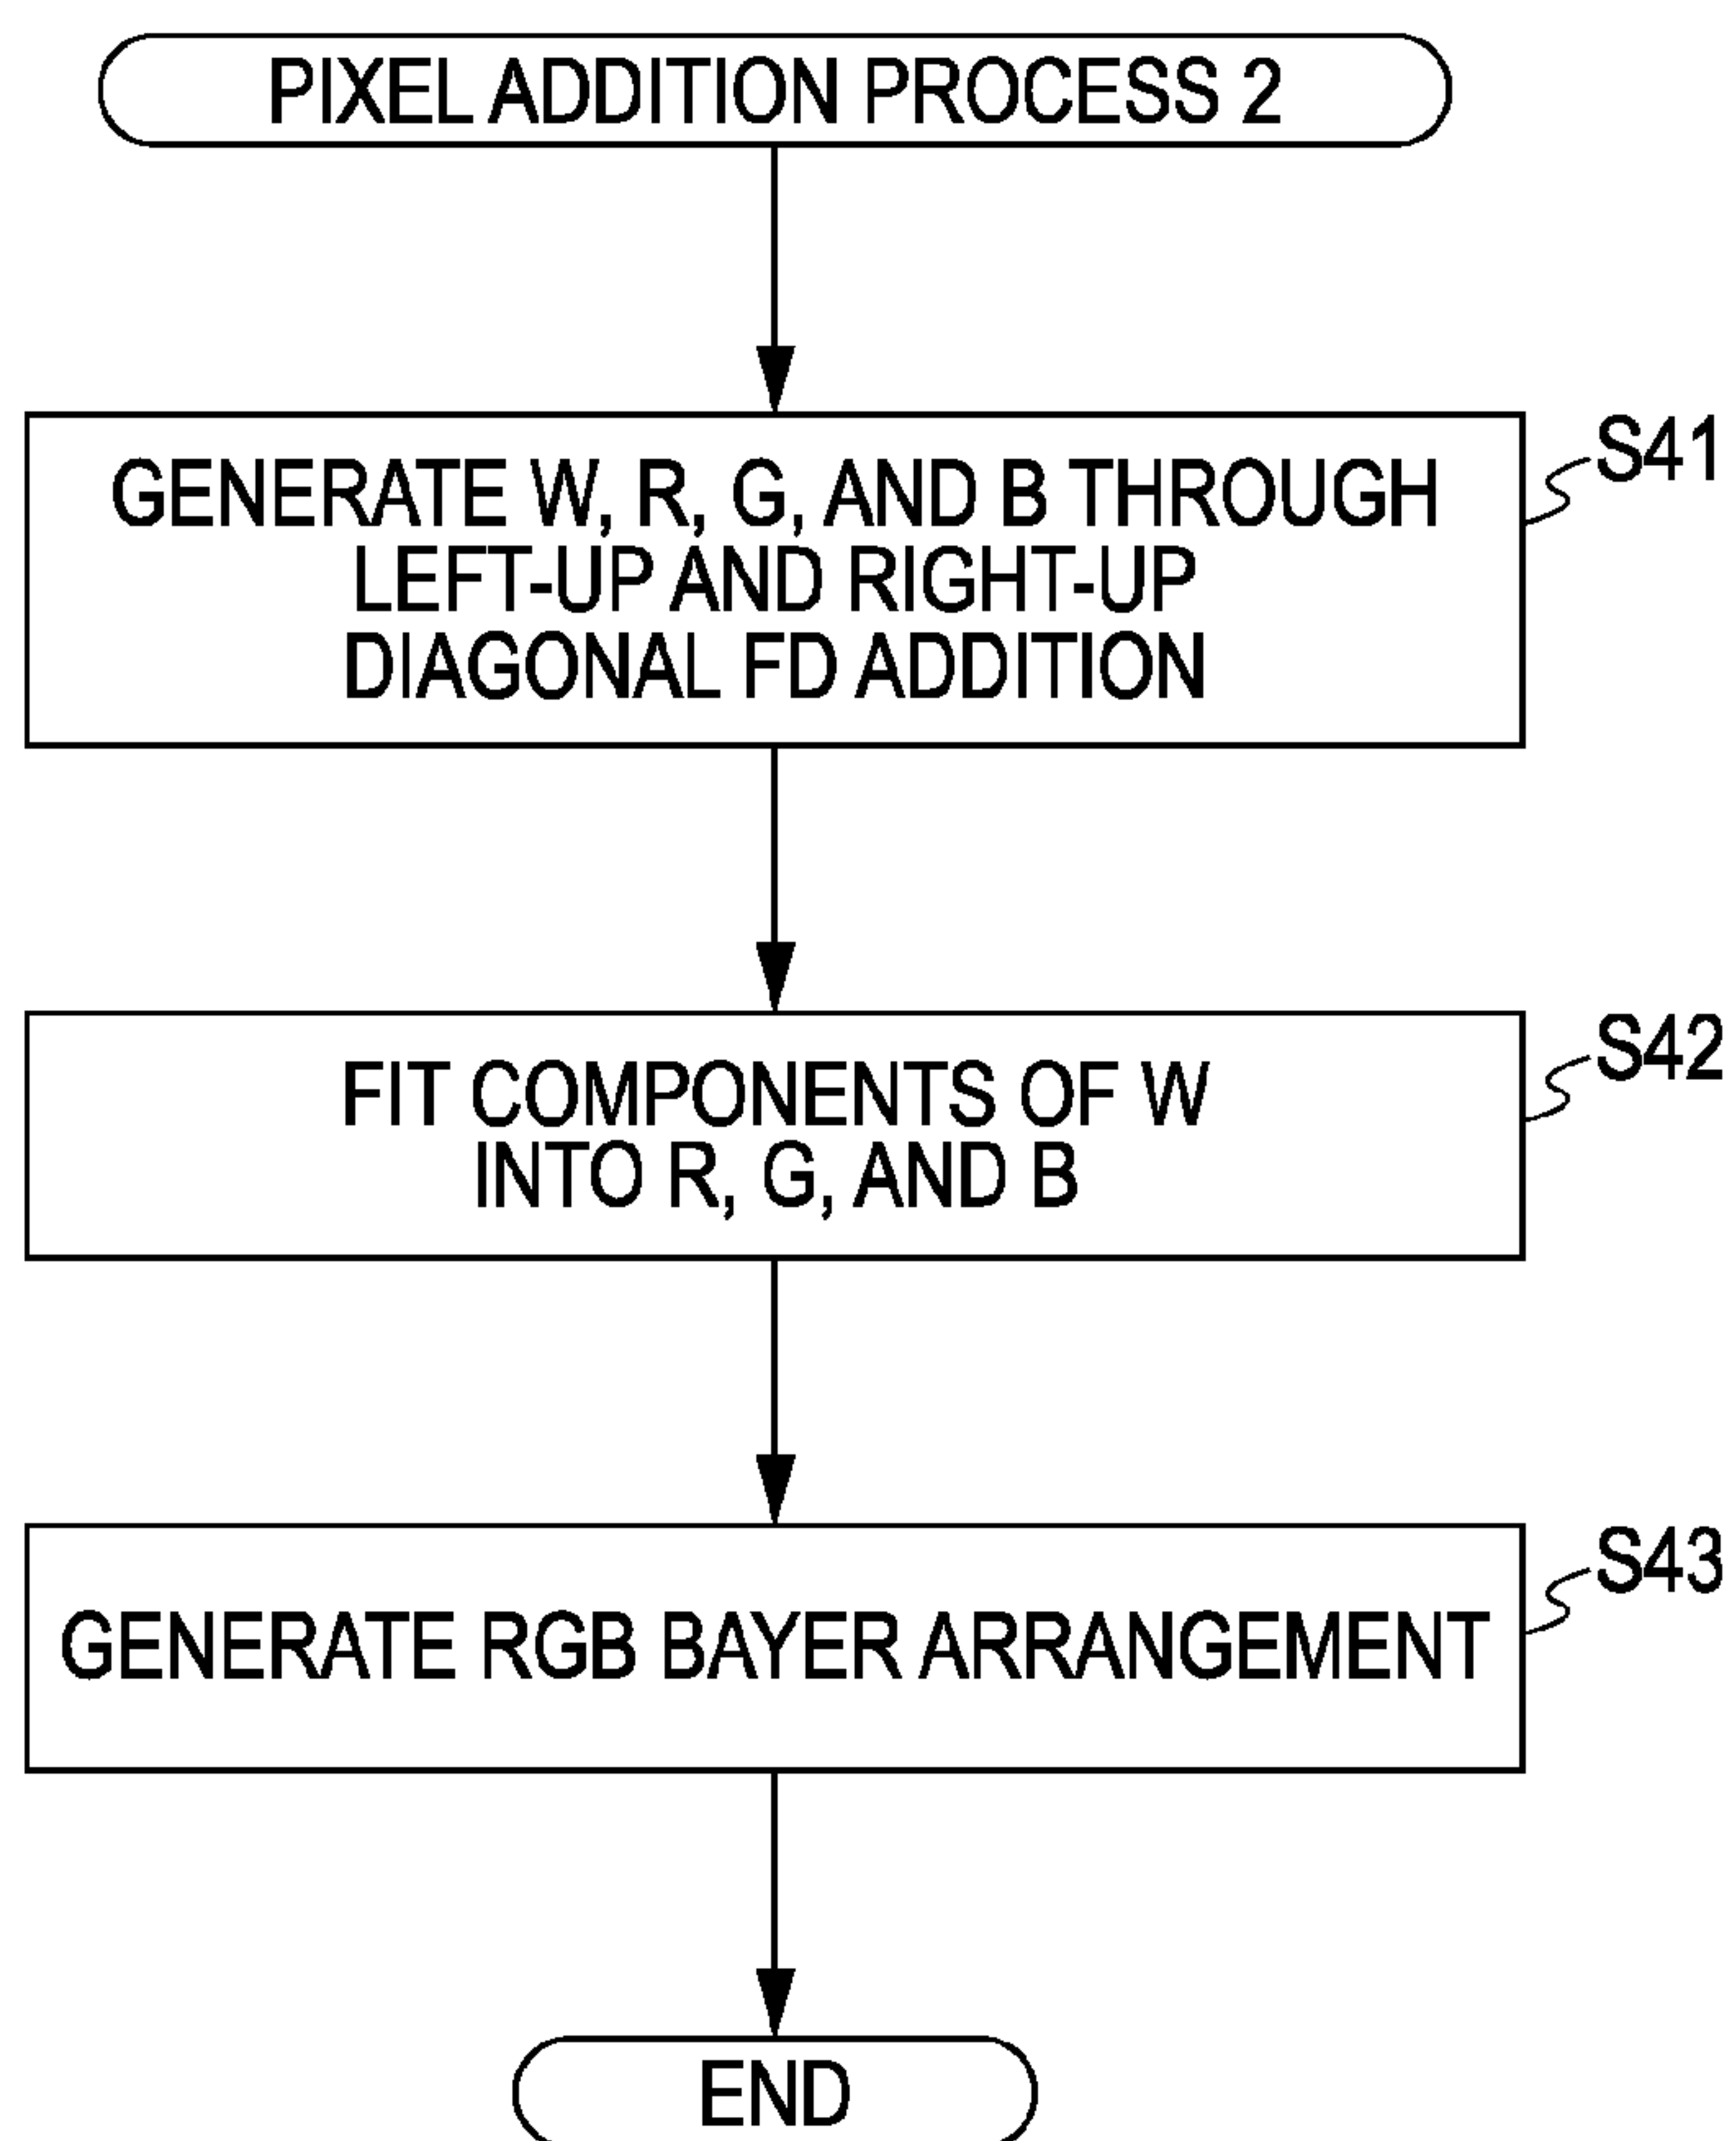 PIXEL ADDITION PROCESS 2
S41
GENERATE W, R, G, AND B THROUGH
LEFT-UP AND RIGHT-UP
DIAGONAL FD ADDITION
S42
FIT COMPONENTS OF W
INTO R, G, AND B
S43
GENERATE RGB BAYER ARRANGEMENT
END